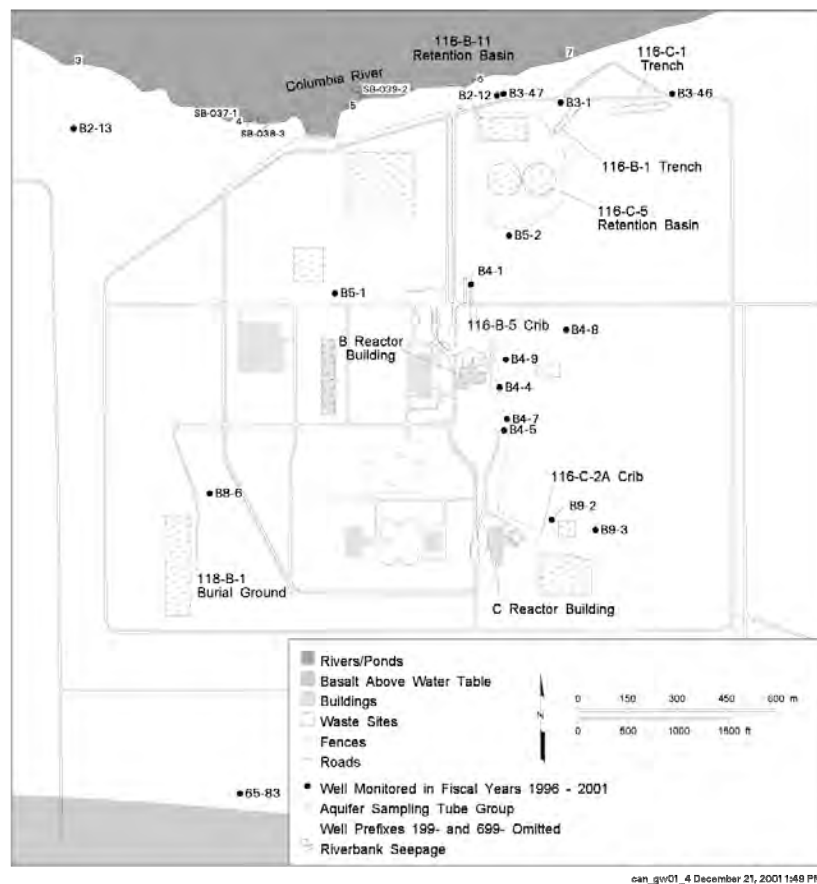 116-B-11
Retention Basin
116-C-1
Trench
Columbia River
3
7
6
SB-039-2
5
SB-037-1
4
SB-038-3
B2-13
B2-12
B3-47
B3-1
B3-46
116-B-1 Trench
116-C-5
Retention Basin
B5-2
B4-1
B5-1
116-B-5 Crib
B4-8
B Reactor
Building
B4-9
B4-4
B4-7
B4-5
116-C-2A Crib
B8-6
B9-2
B9-3
118-B-1
Burial Ground
C Reactor Building
Rivers/Ponds
Basalt Above Water Table
Buildings
Waste Sites
Fences
Roads
Well Monitored in Fiscal Years 1996 - 2001
Aquifer Sampling Tube Group
Well Prefixes 199- and 699- Omitted
Riverbank Seepage
N
0 150 300 450 600 m
0 500 1000 1500 ft
65-83
can_gw01_4 December 21, 2001 1:49 PM